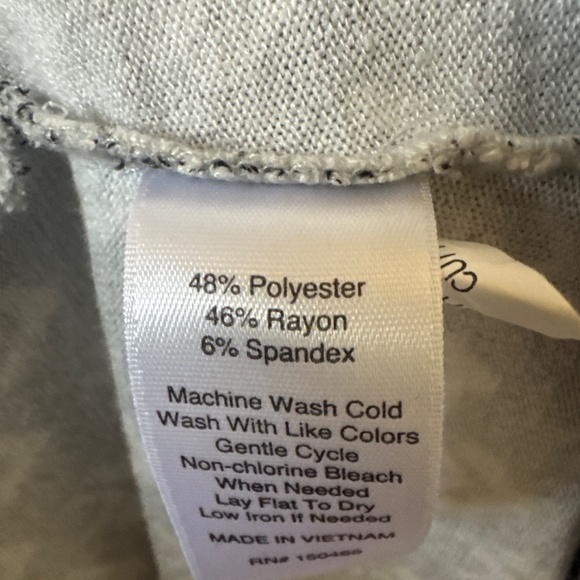 48% Polyester
46% Rayon
6% Spandex
Machine Wash Cold
Wash With Like Colors
Gentle Cycle
Non-chlorine Bleach
When Needed
Lay Flat To Dry
Low Iron If Needed
MADE IN VIETNAM